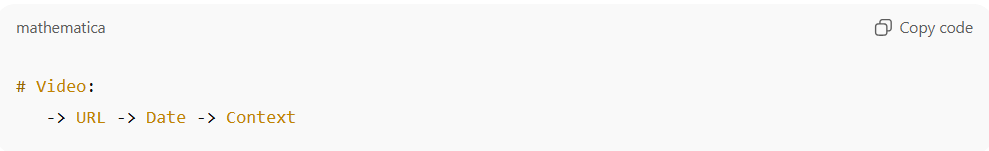 mathematica Copy code
# Video:
-> URL -> Date -> Context